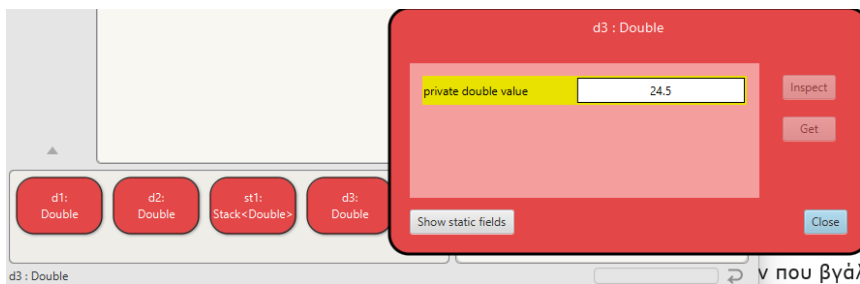 d3 : Double
private double value
24.5
Inspect
Get
Show static fields
Close
d1:
Double
d2:
Double
st1:
Stack<Double>
d3:
Double
d3 : Double
ν που